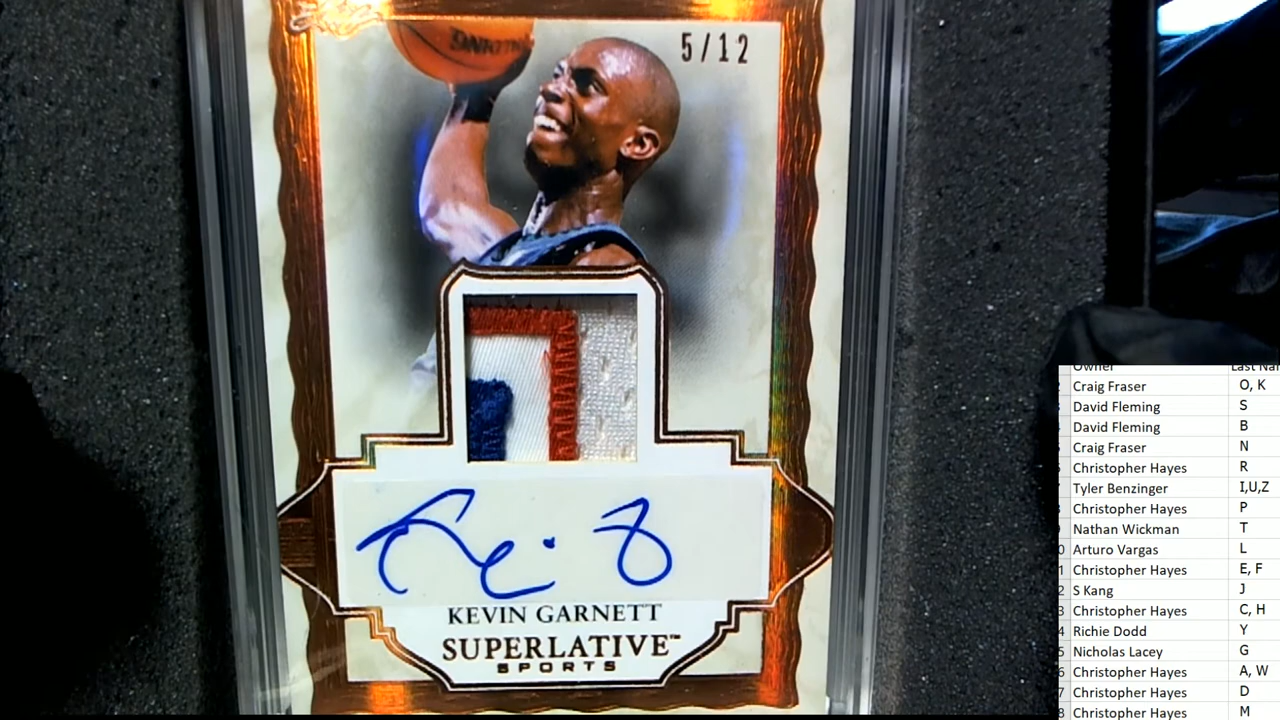 Leaf
5/12
KEVIN GARNETT
SUPERLATIVE™
SPORTS
Owner
Craig Fraser O, K
David Fleming S
David Fleming B
Craig Fraser N
Christopher Hayes R
Tyler Benzinger I,U,Z
Christopher Hayes P
Nathan Wickman T
Arturo Vargas L
Christopher Hayes E, F
S Kang J
Christopher Hayes C, H
Richie Dodd Y
Nicholas Lacey G
Christopher Hayes A, W
Christopher Hayes D
Christopher Hayes M